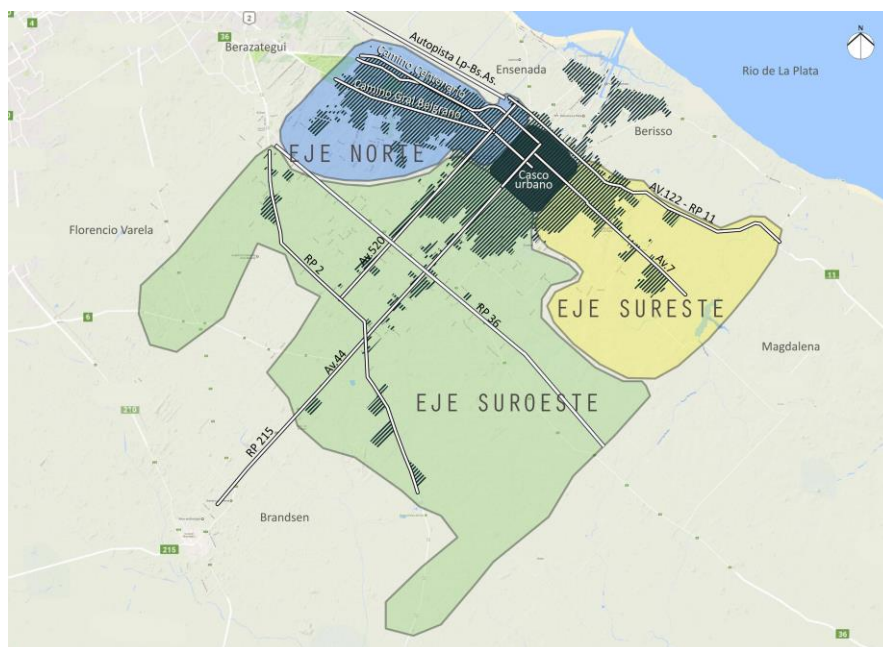 4
2
36
Berazategui
Autopista Lp-Bs.As.
N
Ensenada
Rio de La Plata
Camino Centenario
Camino Gral Belgrano
Berisso
EJE NORTE
Casco
urbano
AV.122 - RP 11
Florencio Varela
Av.520
RP 2
Av.7
11
6
RP 36
EJE SURESTE
Magdalena
Av.44
EJE SUROESTE
RP 215
Brandsen
215
36